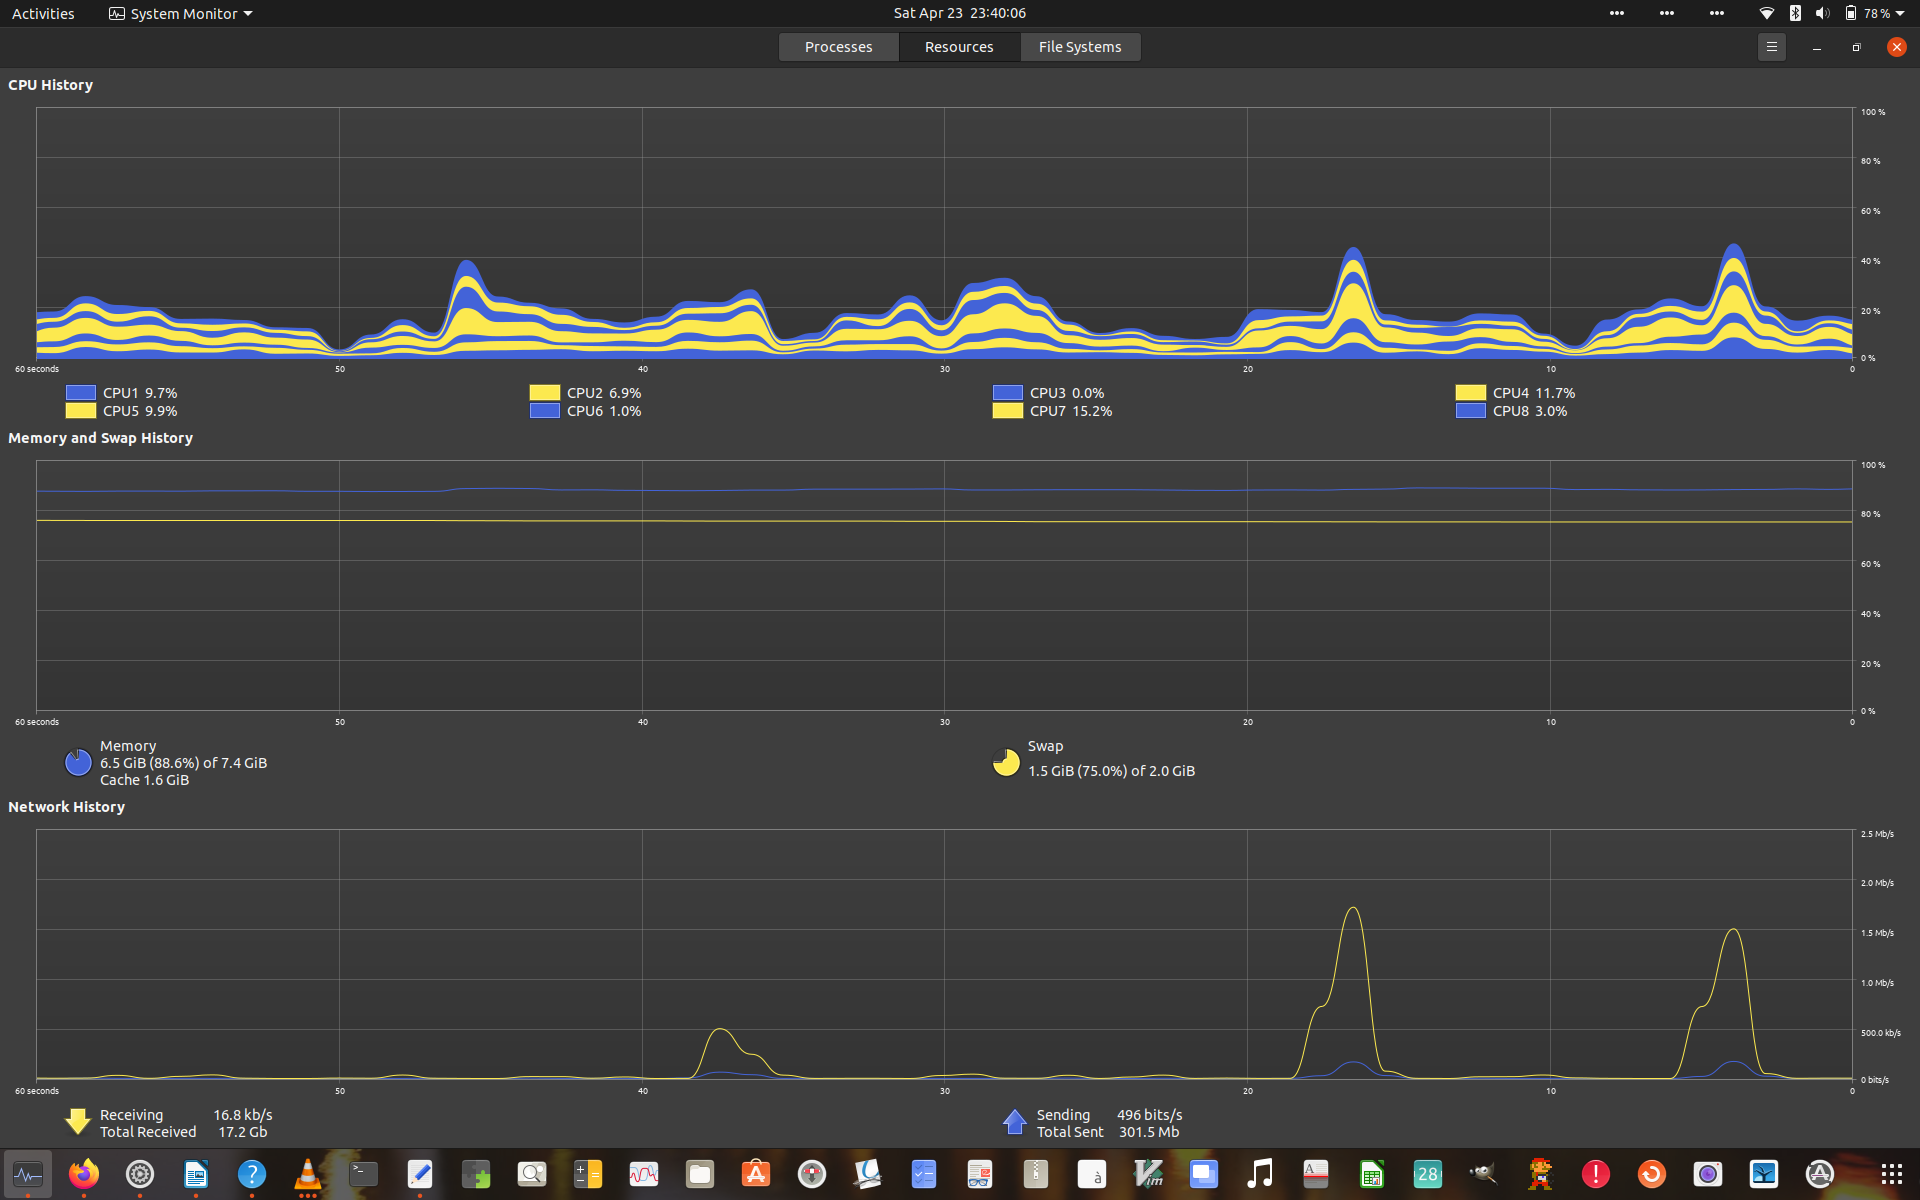 Activities System Monitor Sat Apr 23 23:40:06 78 %
Processes Resources File Systems
CPU History
100 %
80 %
60 %
40 %
20 %
0 %
60 seconds 50 40 30 20 10 0
CPU1 9.7% CPU2 6.9% CPU3 0.0% CPU4 11.7%
CPU5 9.9% CPU6 1.0% CPU7 15.2% CPU8 3.0%
Memory and Swap History
100 %
80 %
60 %
40 %
20 %
0 %
60 seconds 50 40 30 20 10 0
Memory
6.5 GiB (88.6%) of 7.4 GiB
Cache 1.6 GiB
Swap
1.5 GiB (75.0%) of 2.0 GiB
Network History
2.5 Mb/s
2.0 Mb/s
1.5 Mb/s
1.0 Mb/s
500.0 kb/s
0 bits/s
60 seconds 50 40 30 20 10 0
Receiving 16.8 kb/s
Total Received 17.2 Gb
Sending 496 bits/s
Total Sent 301.5 Mb
>_ ? à Vim A 28 !